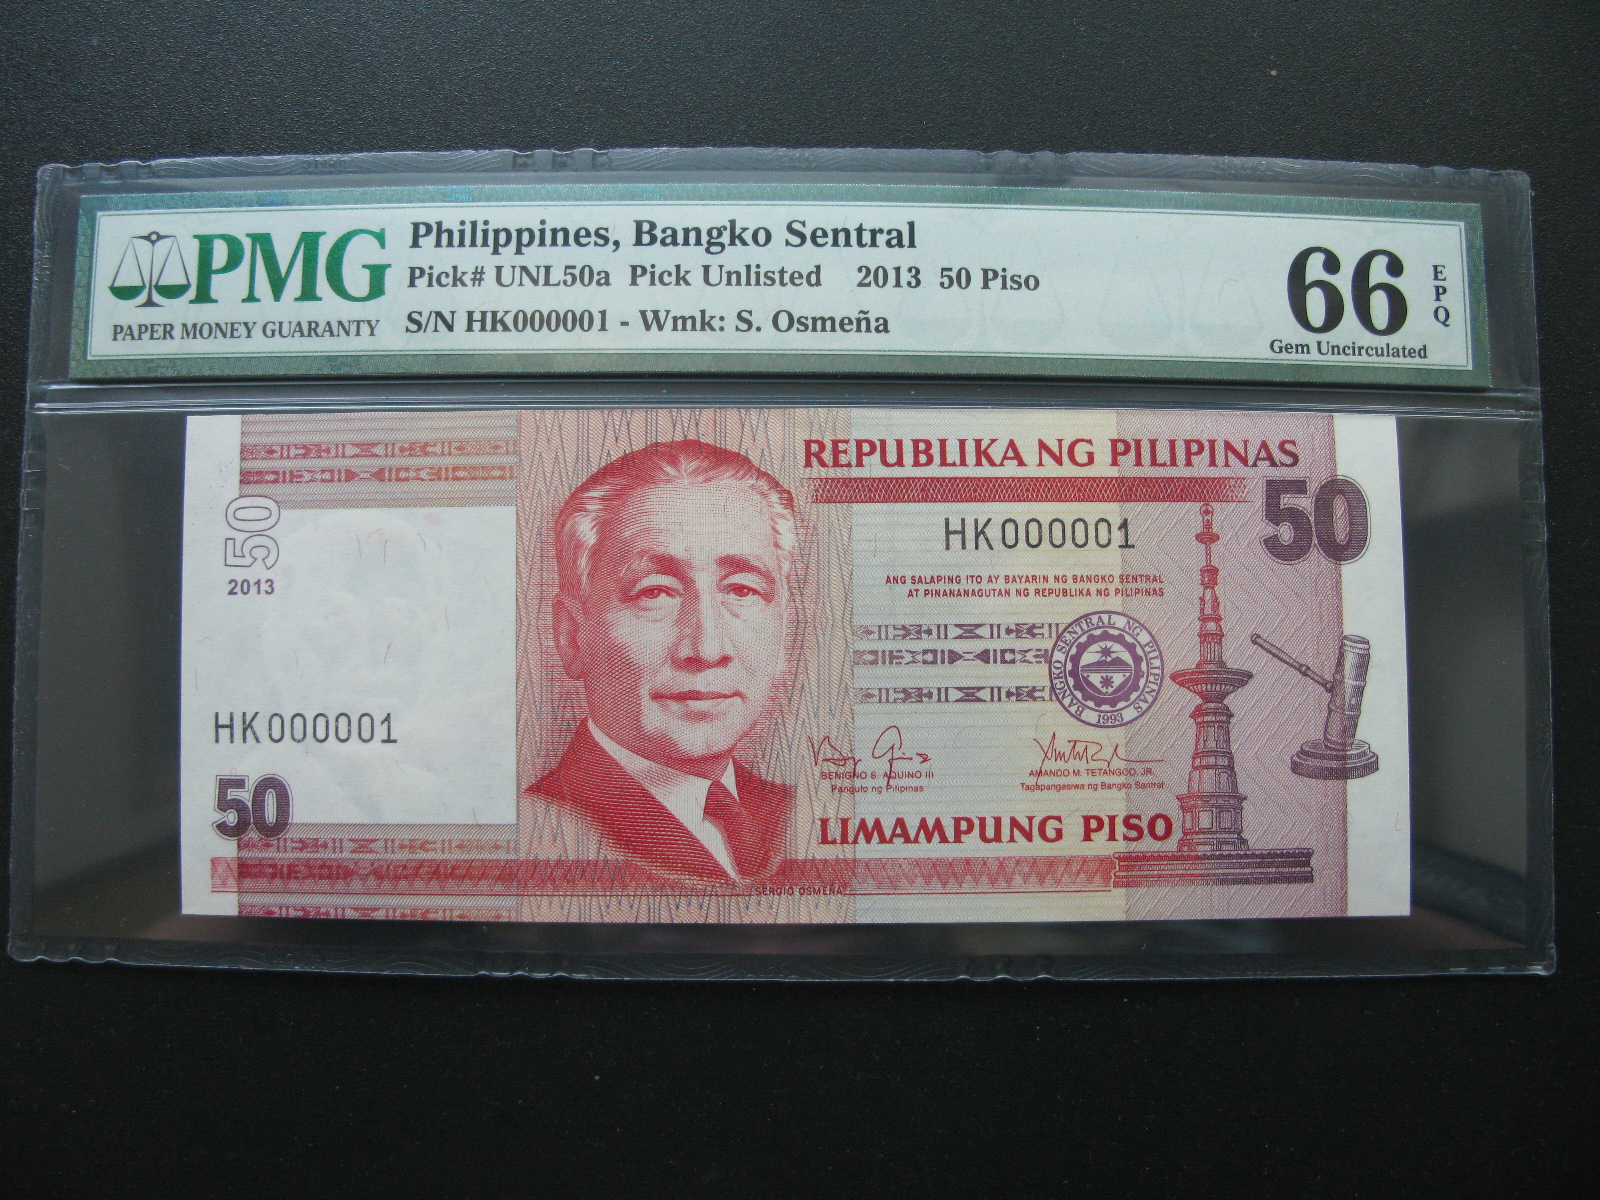 PMG
PAPER MONEY GUARANTY
Philippines, Bangko Sentral
Pick# UNL50a Pick Unlisted 2013 50 Piso
S/N HK000001 - Wmk: S. Osmeña
66
EPQ
Gem Uncirculated
REPUBLIKA NG PILIPINAS
50
50
2013
HK000001
ANG SALAPING ITO AY BAYARIN NG BANGKO SENTRAL
AT PINANANAGUTAN NG REPUBLIKA NG PILIPINAS
BANGKO SENTRAL NG PILIPINAS
1993
HK000001
50
BENIGNO S. AQUINO III
Pangulo ng Pilipinas
AMANDO M. TETANGCO, JR.
Tagapangasiwa ng Bangko Sentral
LIMAMPUNG PISO
SERGIO OSMEÑA